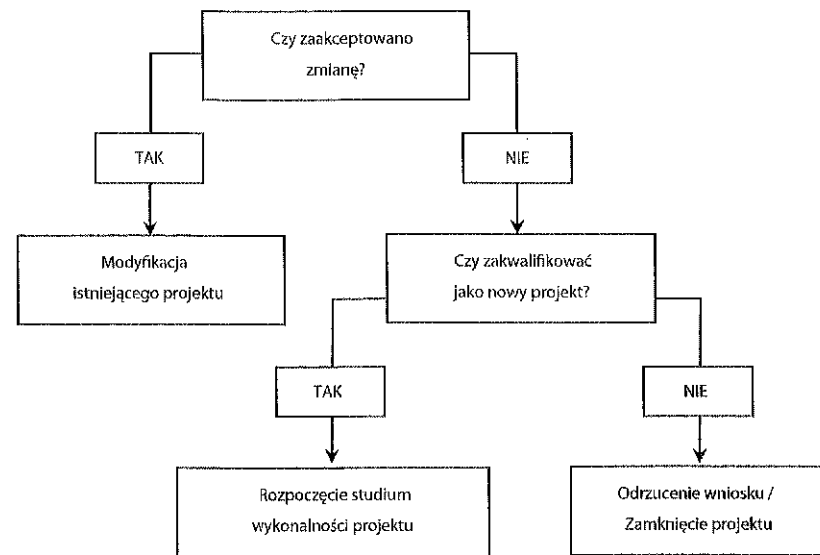 Czy zaakceptowano
zmianę?
TAK
NIE
Modyfikacja
istniejącego projektu
Czy zakwalifikować
jako nowy projekt?
TAK
NIE
Rozpoczęcie studium
wykonalności projektu
Odrzucenie wniosku /
Zamknięcie projektu